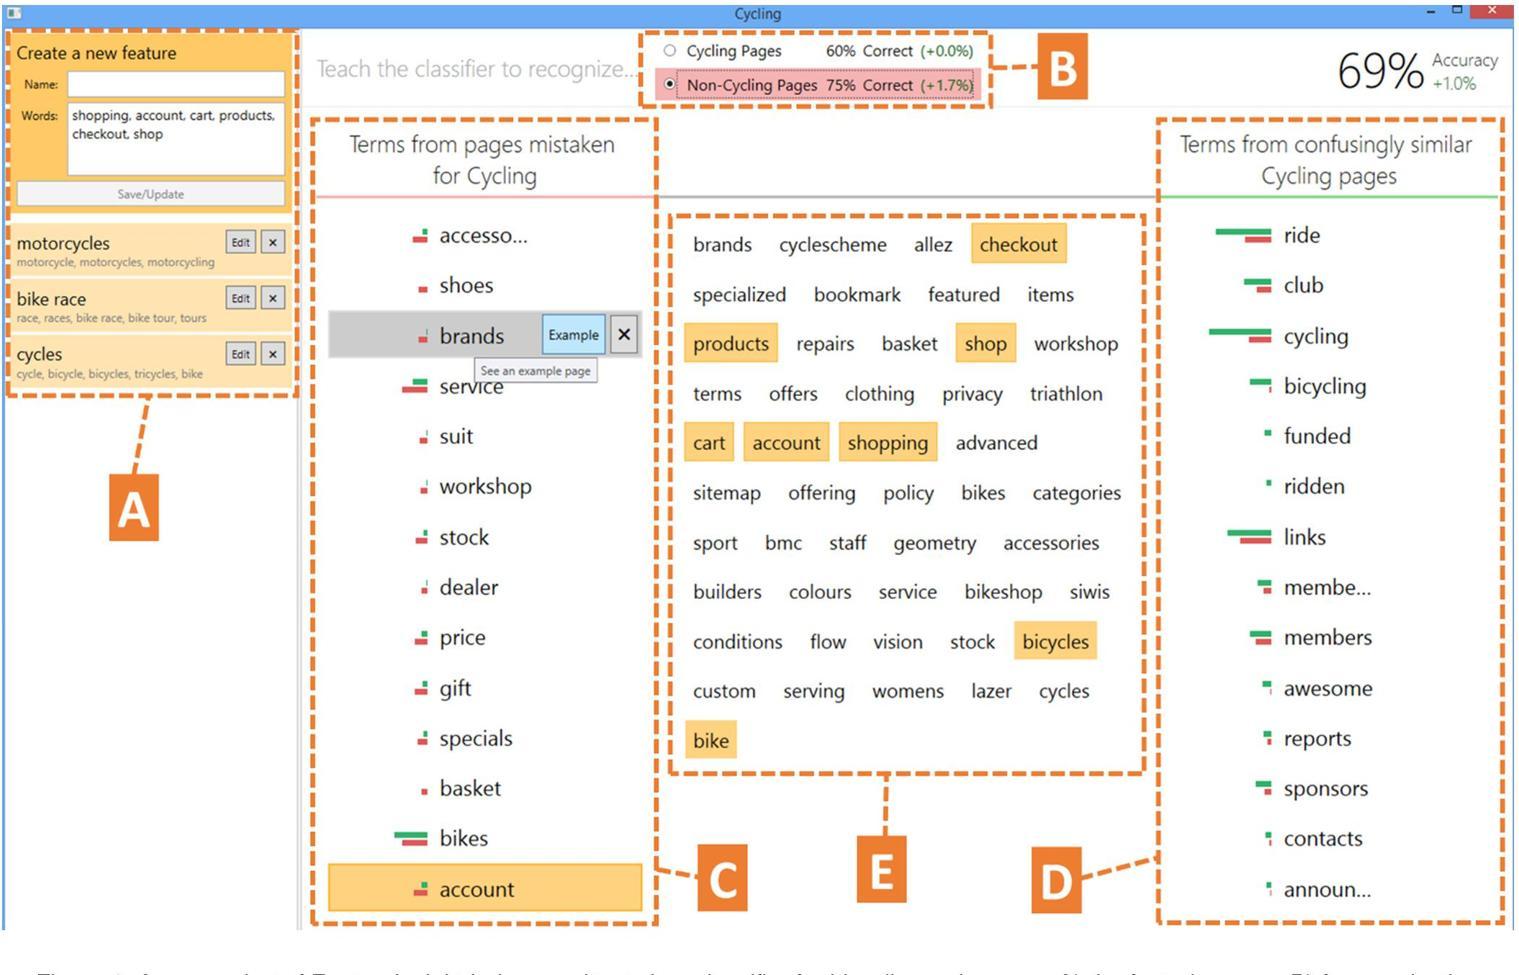 Cycling
Create a new feature
Name:
Words: shopping, account, cart, products,
checkout, shop
Save/Update
motorcycles Edit ×
motorcycle, motorcycles, motorcycling
bike race Edit ×
race, races, bike race, bike tour, tours
cycles Edit ×
cycle, bicycle, bicycles, tricycles, bike
A
Teach the classifier to recognize...
Cycling Pages 60% Correct (+0.0%)
Non-Cycling Pages 75% Correct (+1.7%)
B
69% Accuracy
+1.0%
Terms from pages mistaken
for Cycling
accesso...
shoes
brands Example ×
See an example page
service
suit
workshop
stock
dealer
price
gift
specials
basket
bikes
account
C
brands cyclescheme allez checkout
specialized bookmark featured items
products repairs basket shop workshop
terms offers clothing privacy triathlon
cart account shopping advanced
sitemap offering policy bikes categories
sport bmc staff geometry accessories
builders colours service bikeshop siwis
conditions flow vision stock bicycles
custom serving womens lazer cycles
bike
E
Terms from confusingly similar
Cycling pages
ride
club
cycling
bicycling
funded
ridden
links
membe...
members
awesome
reports
sponsors
contacts
announ...
D